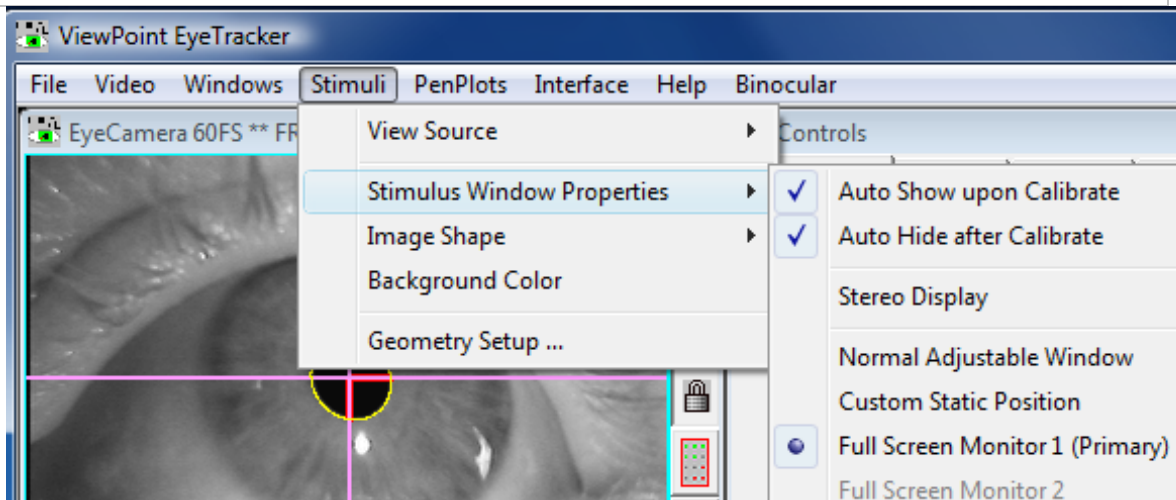 ViewPoint EyeTracker
File Video Windows Stimuli PenPlots Interface Help Binocular
EyeCamera 60FS ** FR
Controls
View Source
Stimulus Window Properties
Image Shape
Background Color
Geometry Setup ...
Auto Show upon Calibrate
Auto Hide after Calibrate
Stereo Display
Normal Adjustable Window
Custom Static Position
Full Screen Monitor 1 (Primary)
Full Screen Monitor 2